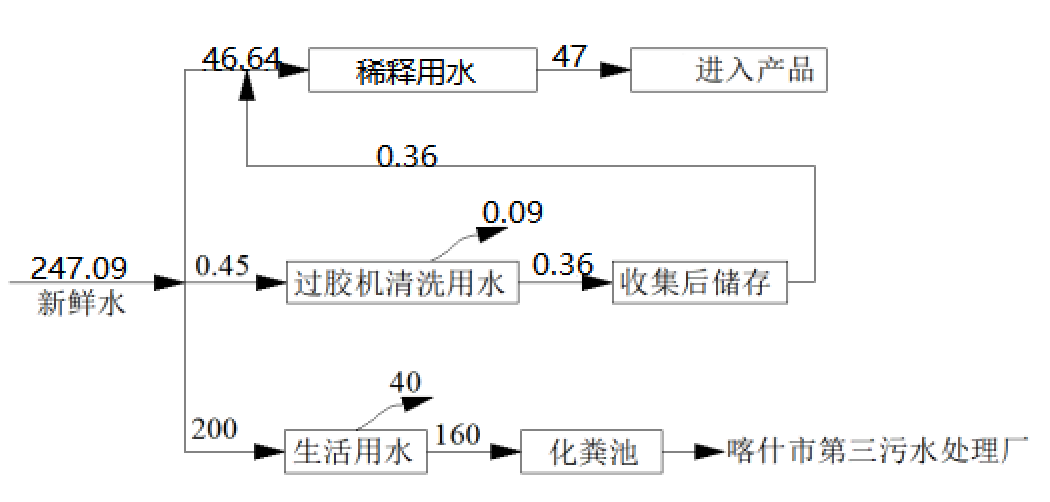 46.64
稀释用水
47
进入产品
0.36
0.09
247.09
新鲜水
0.45
过胶机清洗用水
0.36
收集后储存
40
200
生活用水
160
化粪池
喀什市第三污水处理厂